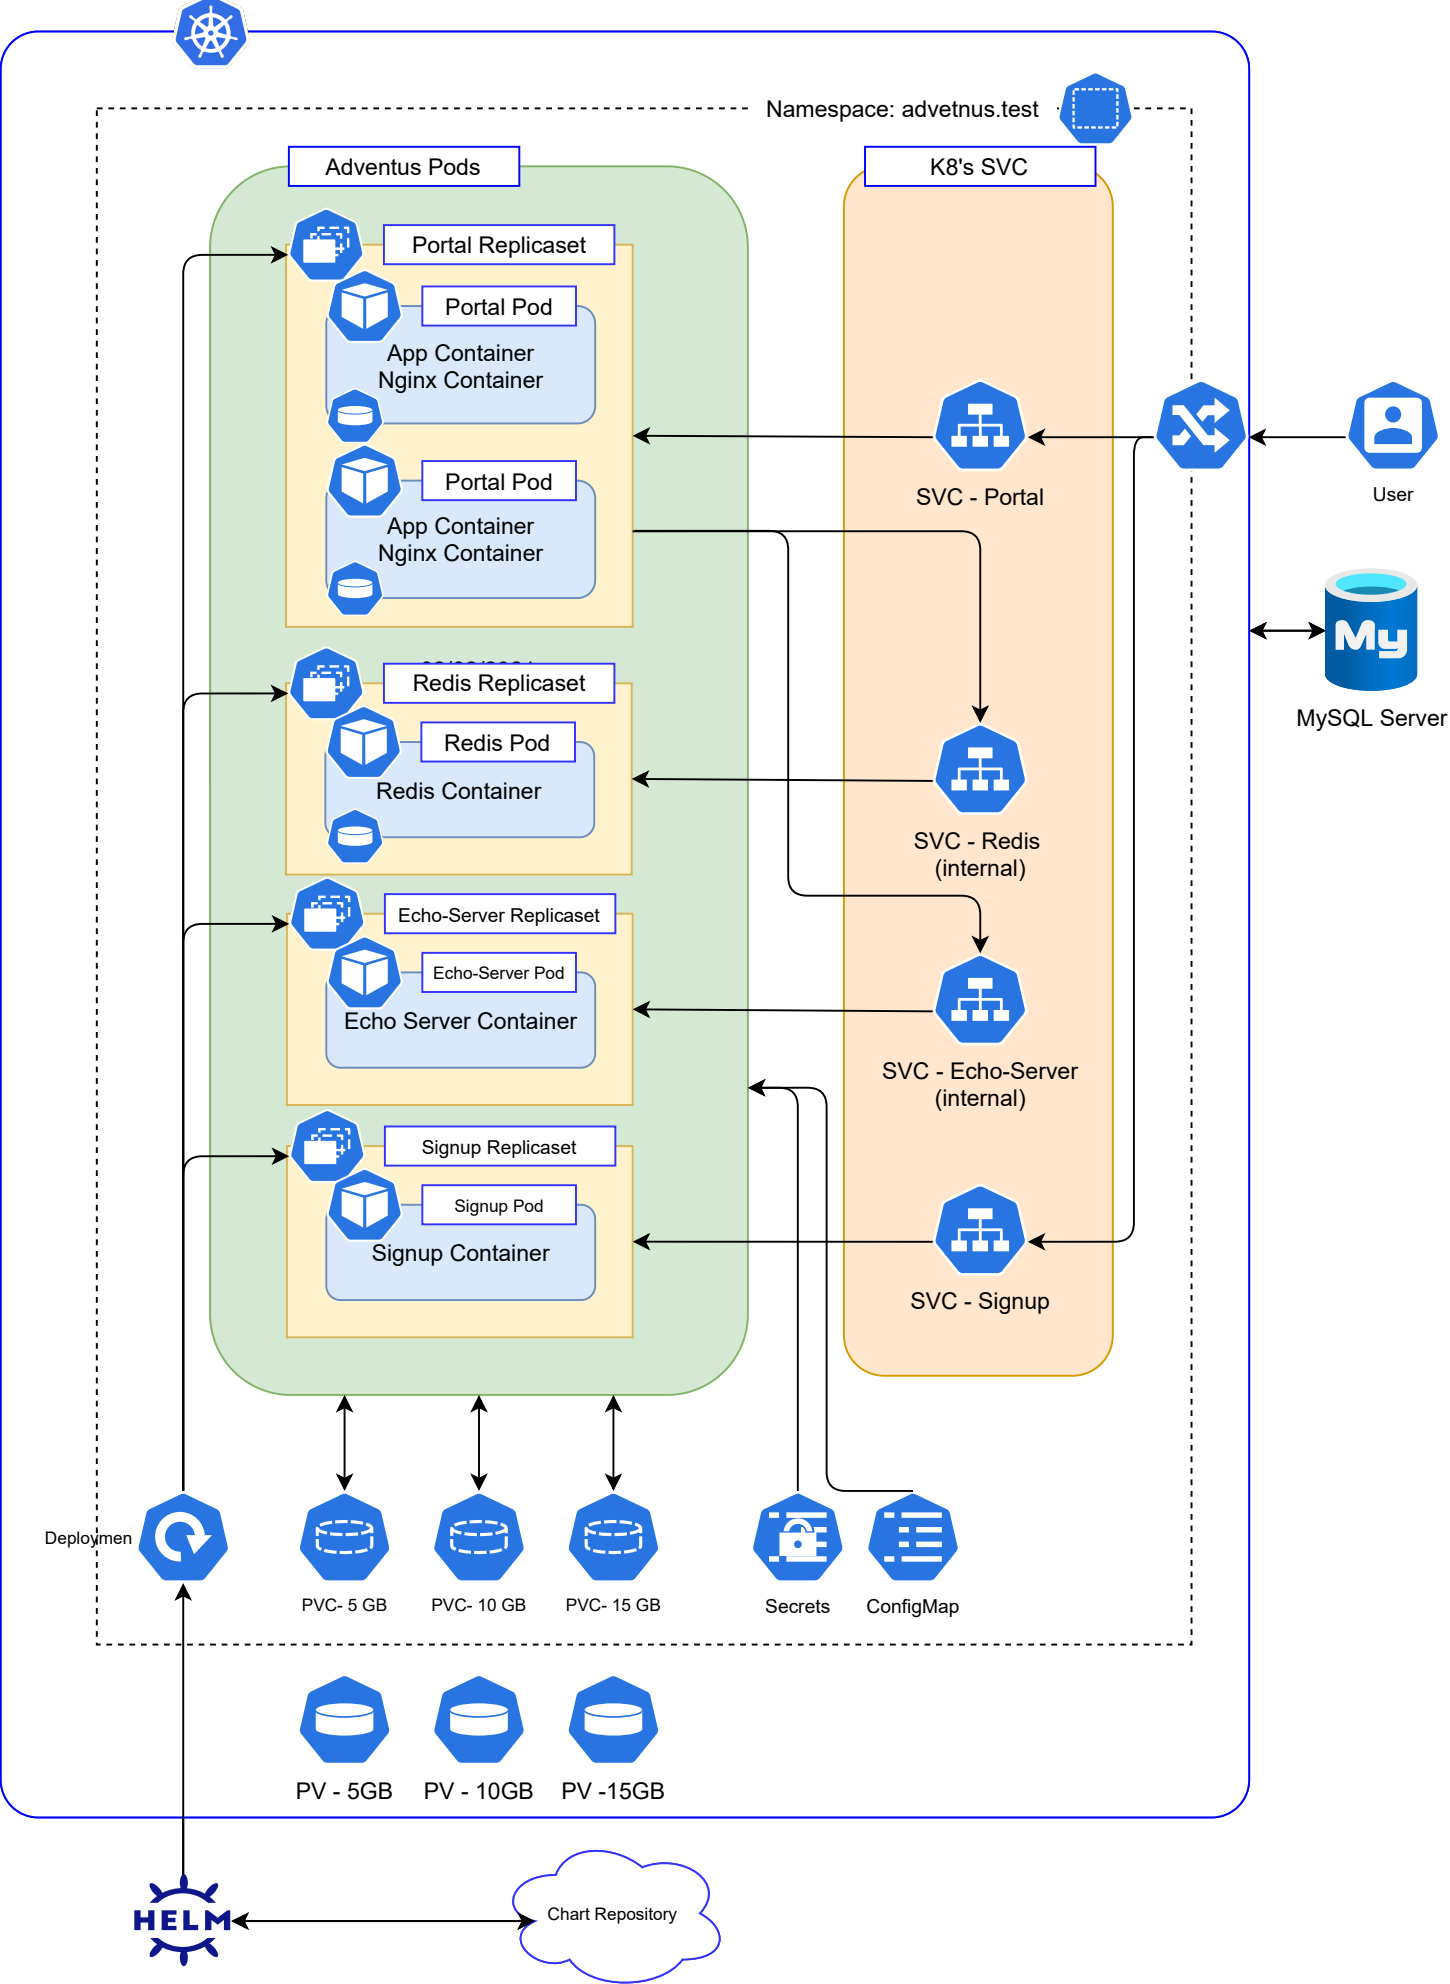 Namespace: advetnus.test
Adventus Pods
K8's SVC
Portal Replicaset
Portal Pod
App Container
Nginx Container
Portal Pod
App Container
Nginx Container
SVC - Portal
User
My
MySQL Server
Redis Replicaset
Redis Pod
Redis Container
SVC - Redis
(internal)
Echo-Server Replicaset
Echo-Server Pod
Echo Server Container
SVC - Echo-Server
(internal)
Signup Replicaset
Signup Pod
Signup Container
SVC - Signup
Deploymen
PVC- 5 GB
PVC- 10 GB
PVC- 15 GB
Secrets
ConfigMap
PV - 5GB
PV - 10GB
PV -15GB
HELM
Chart Repository